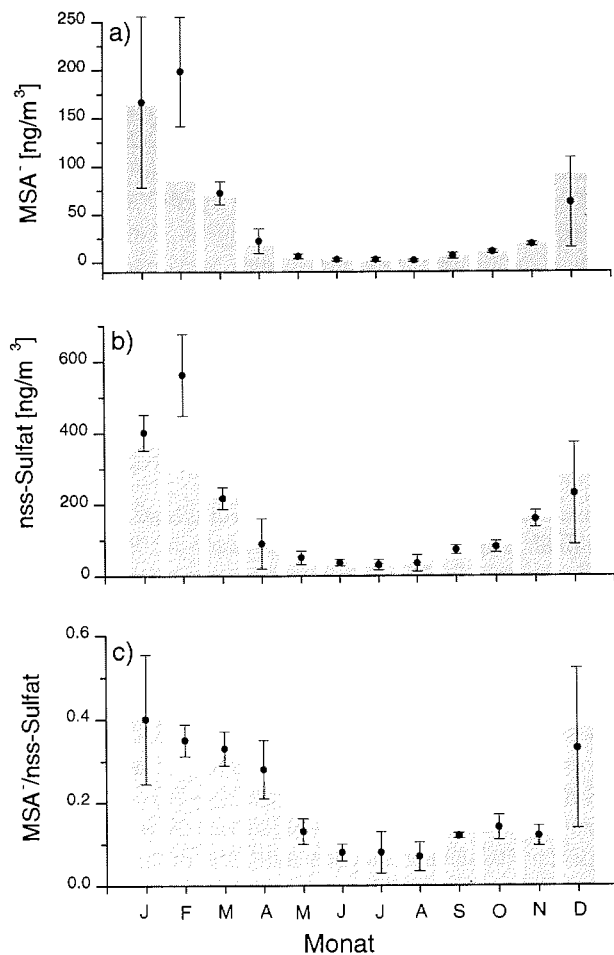 a)
MSA⁻ [ng/m³]
250
200
150
100
50
0
b)
nss-Sulfat [ng/m³]
600
400
200
0
c)
MSA⁻/nss-Sulfat
0.6
0.4
0.2
0.0
J F M A M J J A S O N D
Monat